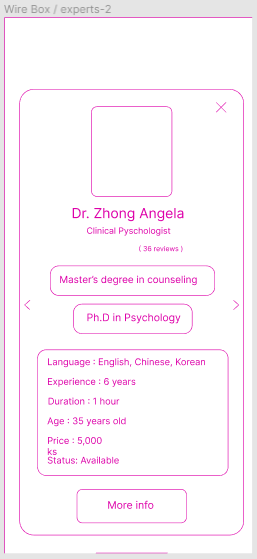 Wire Box / experts-2
Dr. Zhong Angela
Clinical Pyschologist
( 36 reviews )
Master's degree in counseling
Ph.D in Psychology
Language : English, Chinese, Korean
Experience : 6 years
Duration : 1 hour
Age : 35 years old
Price : 5,000
ks
Status: Available
More info